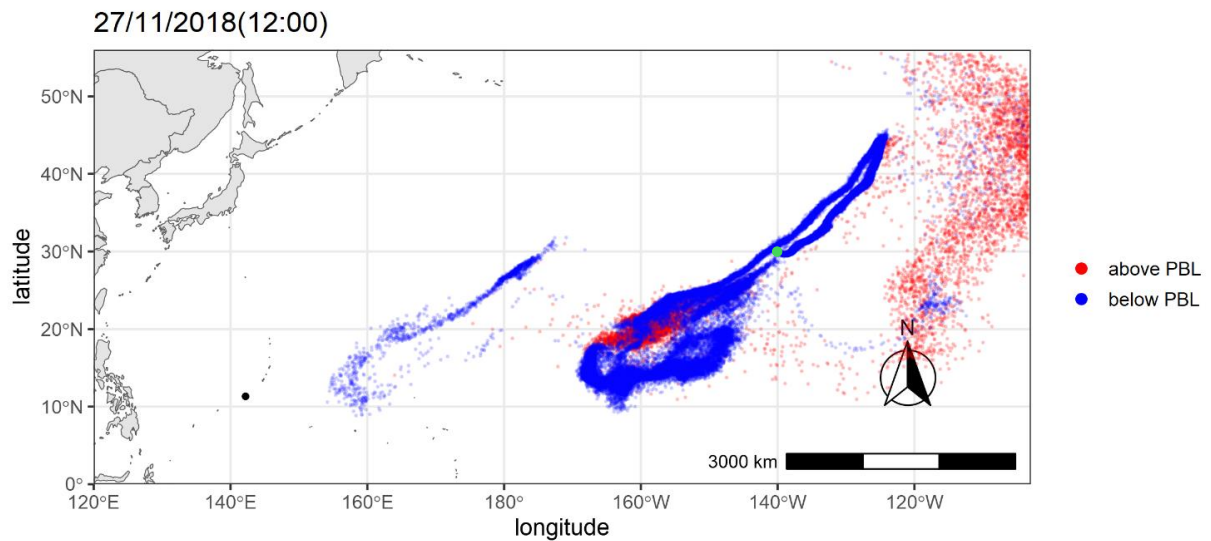 27/11/2018(12:00)
50°N
40°N
30°N
20°N
10°N
0°
latitude
above PBL
below PBL
N
3000 km
120°E
140°E
160°E
180°
160°W
140°W
120°W
longitude